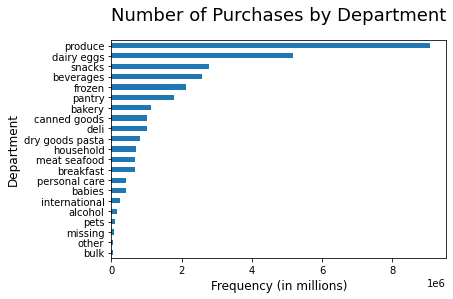 Number of Purchases by Department
produce
dairy eggs
snacks
beverages
frozen
pantry
bakery
canned goods
deli
dry goods pasta
household
meat seafood
breakfast
personal care
babies
international
alcohol
pets
missing
other
bulk
Department
0 2 4 6 8
1e6
Frequency (in millions)